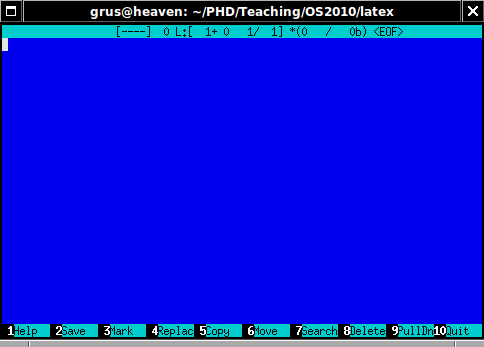 grus@heaven: ~/PHD/Teaching/OS2010/latex
[----]  0 L:[  1+ 0   1/  1] *(0   /   0b) <EOF>
1Help  2Save  3Mark  4Replac 5Copy  6Move  7Search 8Delete 9PullDn 10Quit